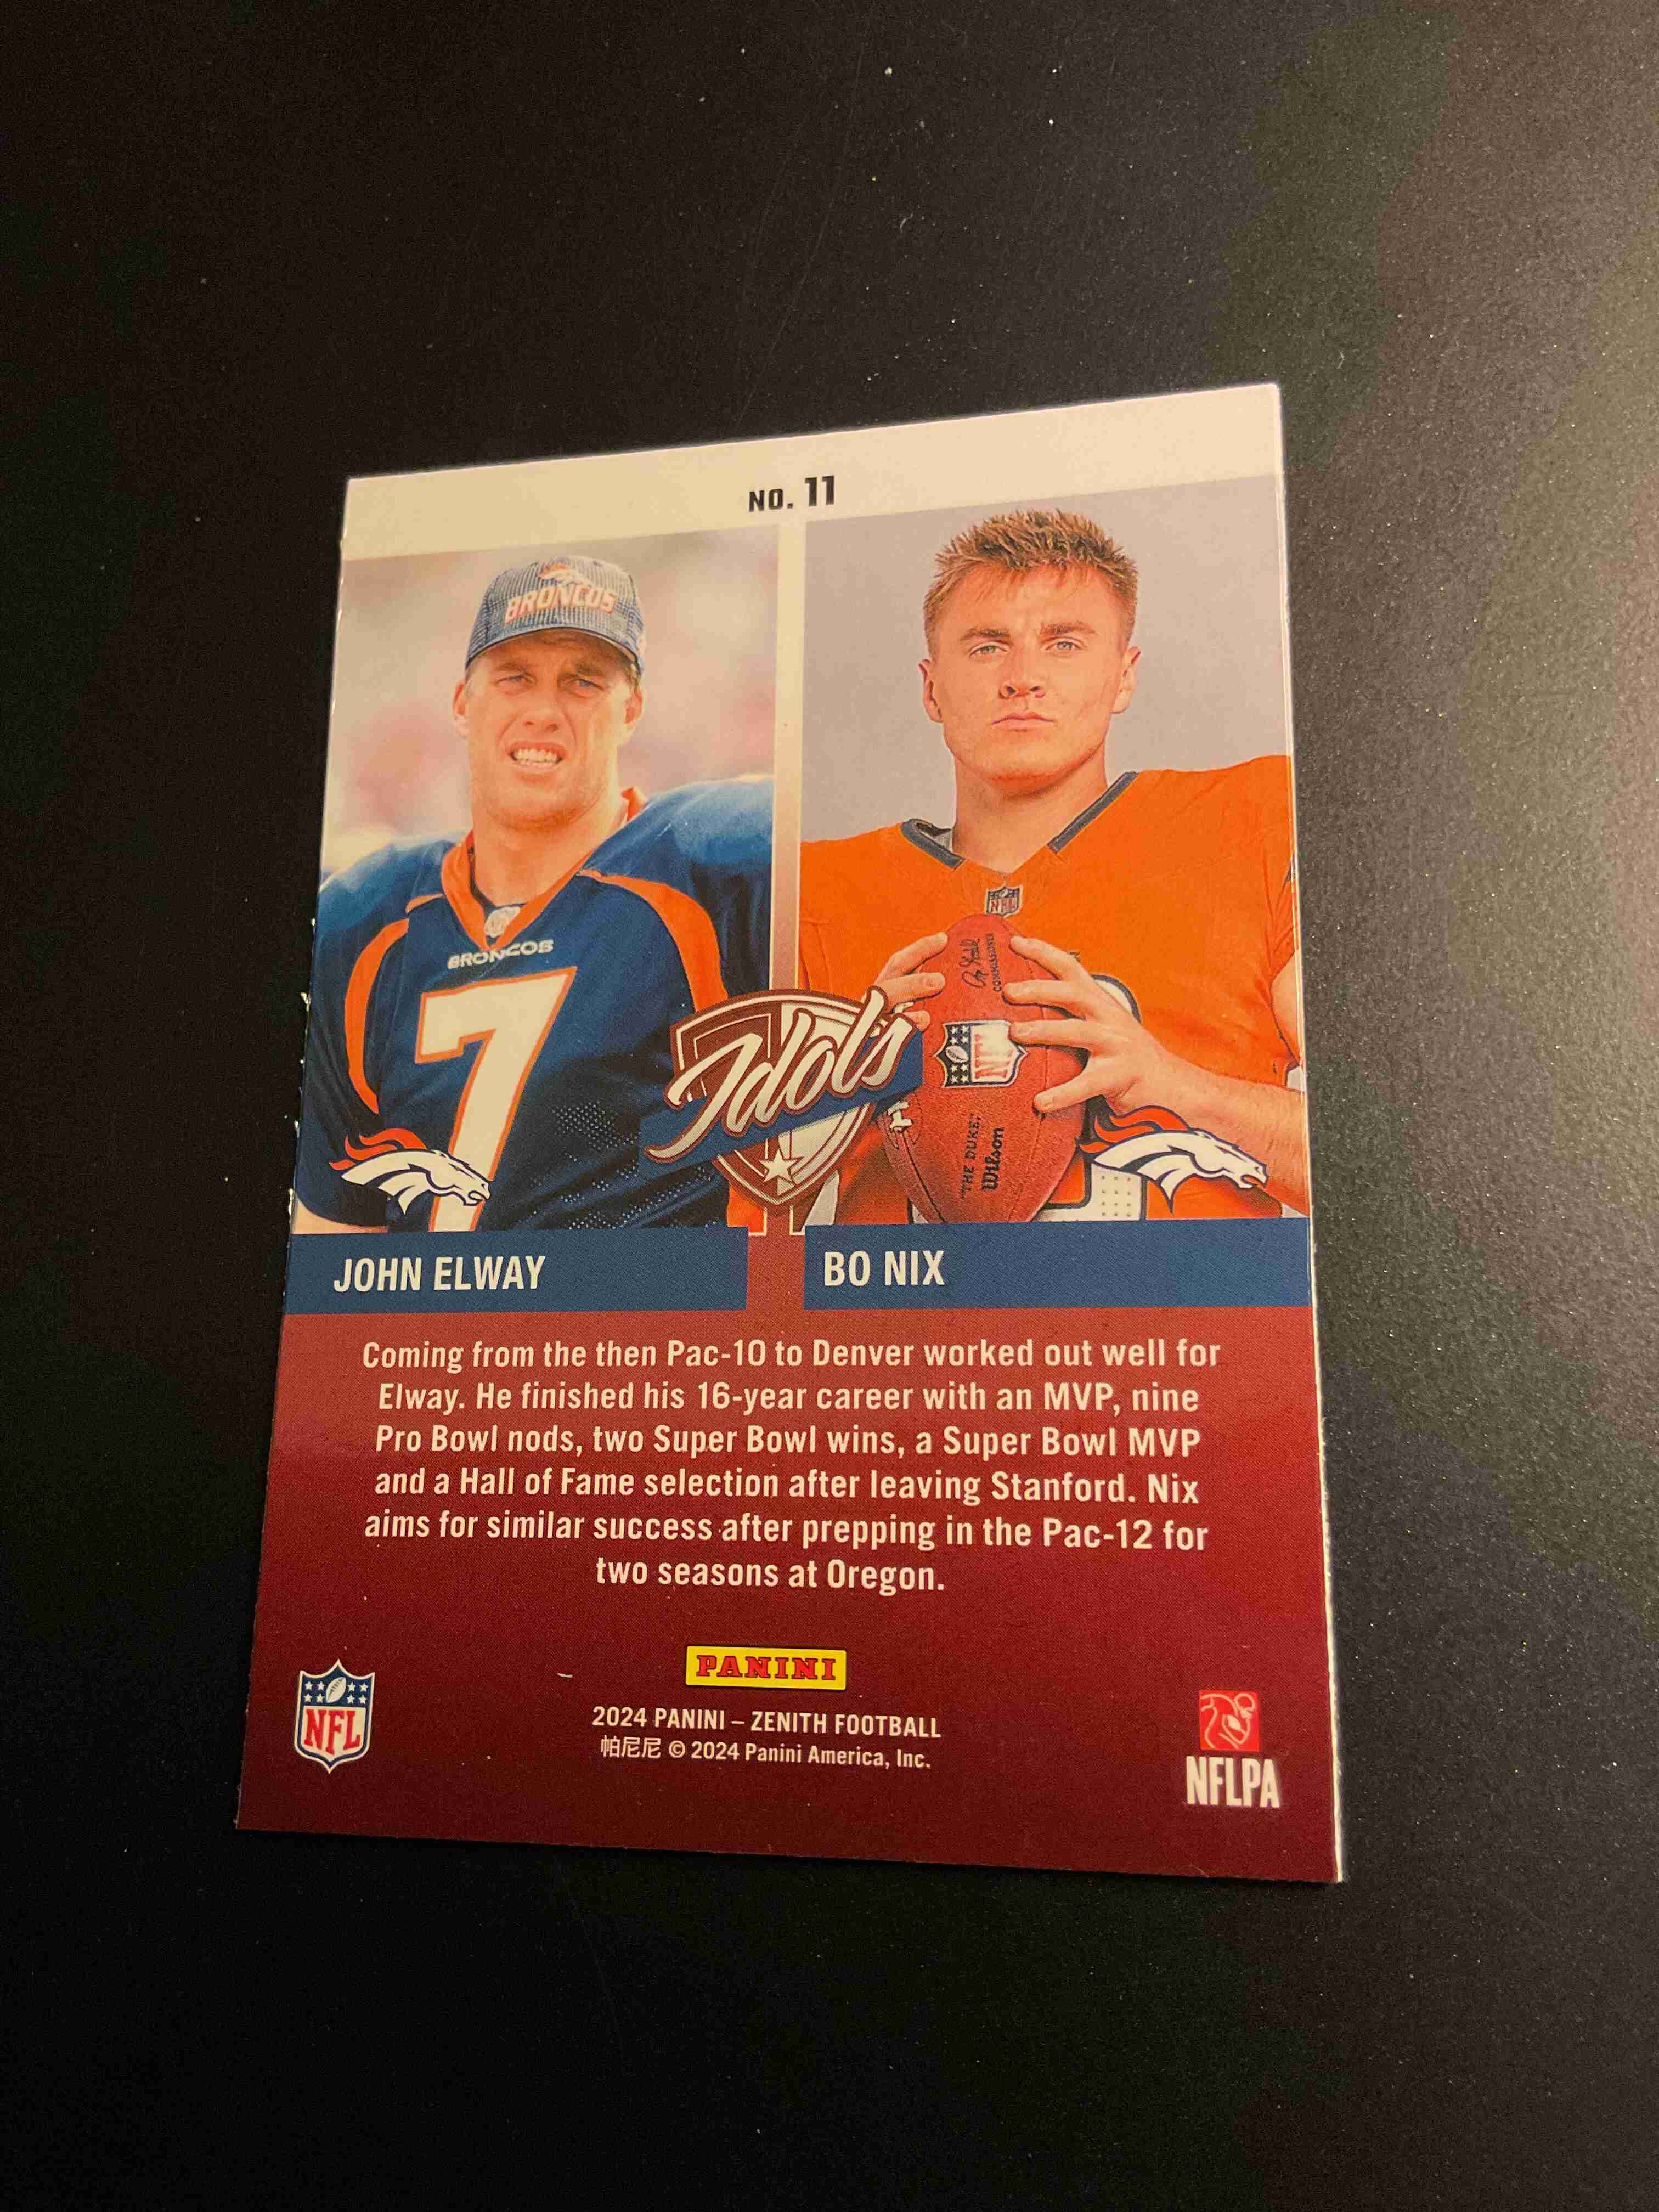 NO. 11
BRONCOS
BRONCOS
7
NFL
COMMISSIONER
NFL
"THE DUKE"
Wilson
Idols
JOHN ELWAY
BO NIX
Coming from the then Pac-10 to Denver worked out well for
Elway. He finished his 16-year career with an MVP, nine
Pro Bowl nods, two Super Bowl wins, a Super Bowl MVP
and a Hall of Fame selection after leaving Stanford. Nix
aims for similar success after prepping in the Pac-12 for
two seasons at Oregon.
PANINI
NFL
2024 PANINI – ZENITH FOOTBALL
帕尼尼 © 2024 Panini America, Inc.
NFLPA